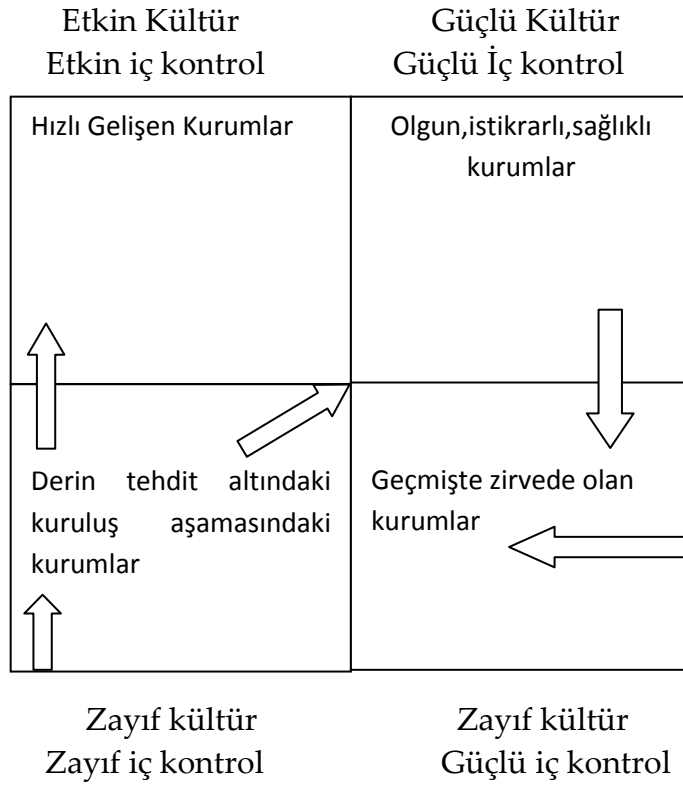 Etkin Kültür
Etkin iç kontrol
Güçlü Kültür
Güçlü İç kontrol
Hızlı Gelişen Kurumlar
Olgun,istikrarlı,sağlıklı
kurumlar
Derin tehdit altındaki
kuruluş aşamasındaki
kurumlar
Geçmişte zirvede olan
kurumlar
Zayıf kültür
Zayıf iç kontrol
Zayıf kültür
Güçlü iç kontrol